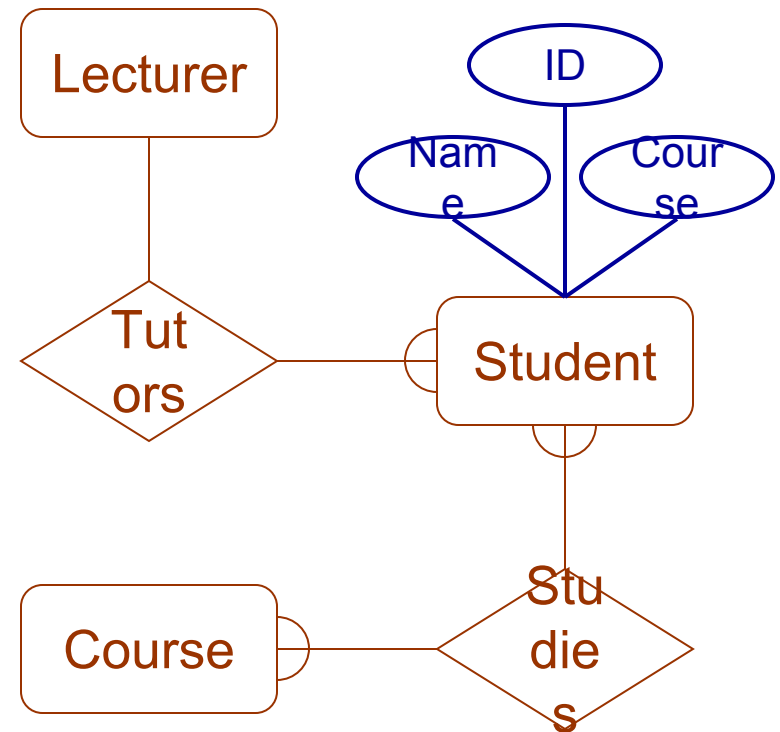 Lecturer
ID
Nam
e
Cour
se
Tut
ors
Student
Course
Stu
die
s